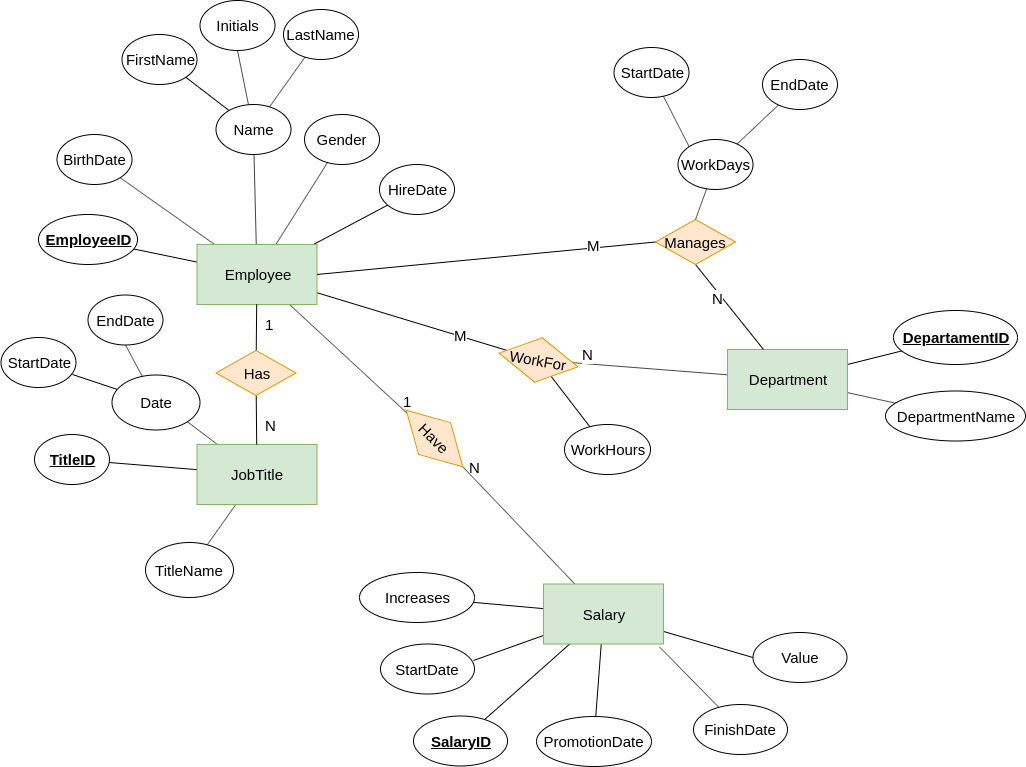 Initials
LastName
FirstName
StartDate
EndDate
Name
Gender
BirthDate
WorkDays
HireDate
EmployeeID
Manages
M
Employee
N
EndDate
1
DepartamentID
M
N
StartDate
WorkFor
Has
Department
Date
1
DepartmentName
N
Have
WorkHours
TitleID
N
JobTitle
TitleName
Increases
Salary
StartDate
Value
SalaryID
PromotionDate
FinishDate